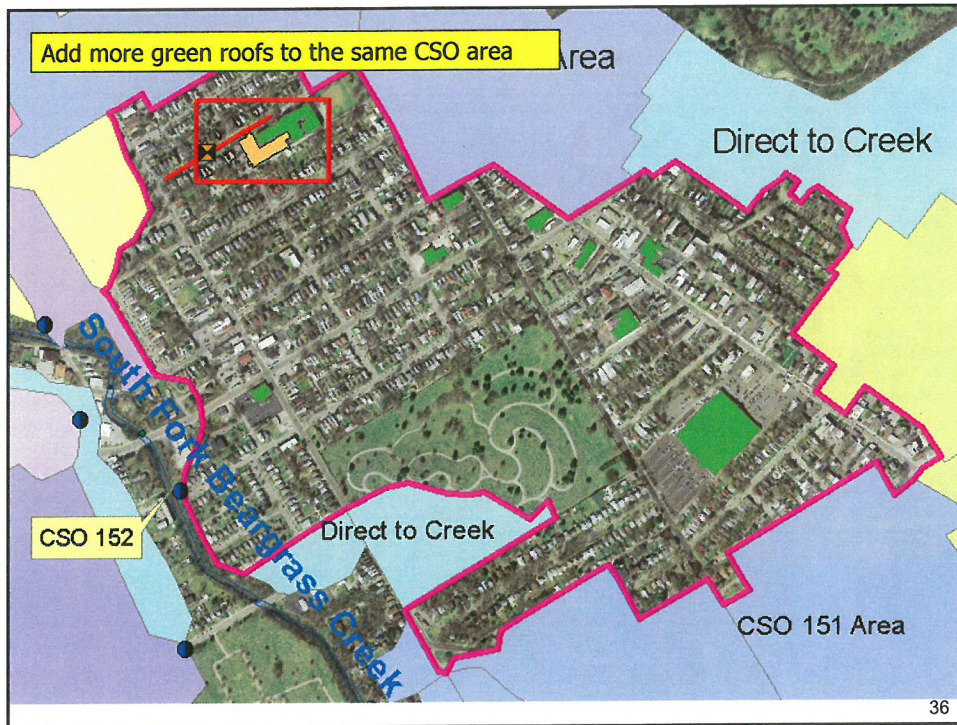 Add more green roofs to the same CSO area
Area
Direct to Creek
South Fork Beargrass Creek
CSO 152
Direct to Creek
CSO 151 Area
36